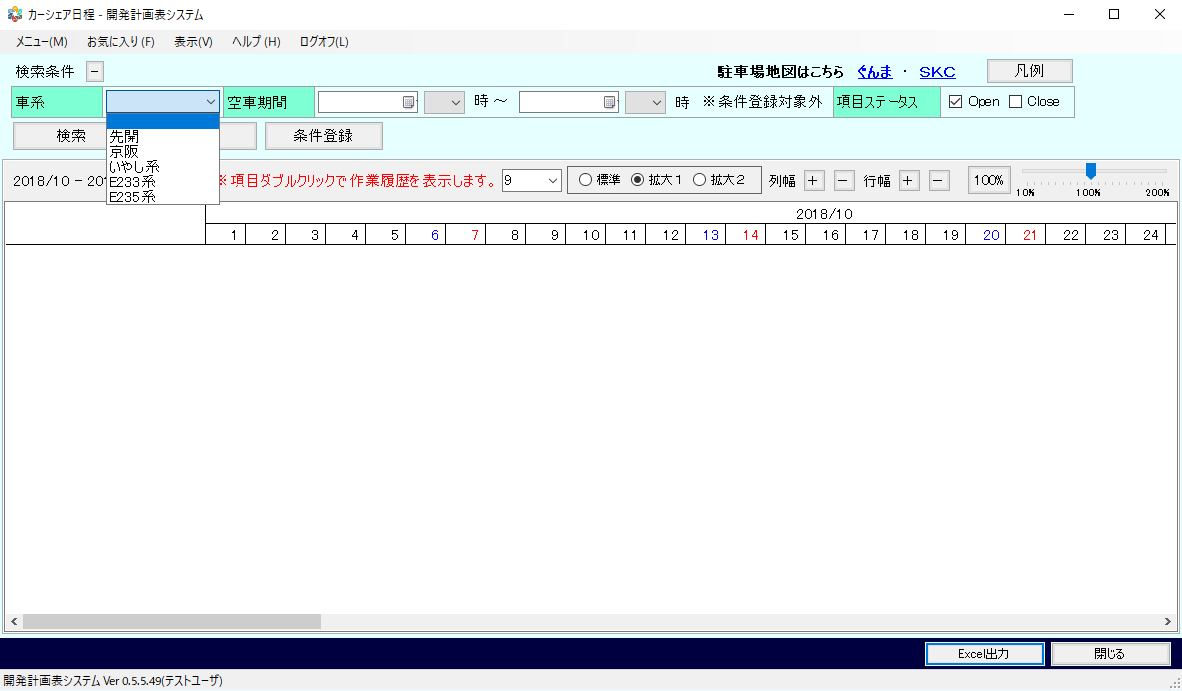 カーシェア日程 - 開発計画表システム
メニュー(M) お気に入り(F) 表示(V) ヘルプ(H) ログオフ(L)
検索条件 － 駐車場地図はこちら ぐんま ・ SKC 凡例
車系 空車期間 時 ～ 時 ※条件登録対象外 項目ステータス Open Close
検索 条件登録
先開
京阪
いやし系
E233系
E235系
2018/10 - 20 ※項目ダブルクリックで作業履歴を表示します。 9 標準 拡大1 拡大2 列幅 + － 行幅 + － 100% 10% 100% 200%
2018/10
1 2 3 4 5 6 7 8 9 10 11 12 13 14 15 16 17 18 19 20 21 22 23 24
Excel出力 閉じる
開発計画表システム Ver 0.5.5.49(テストユーザ)